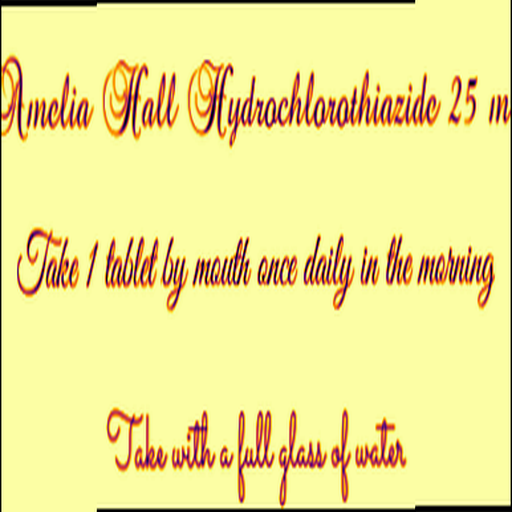 Amelia Hall Hydrochlorothiazide 25 m
Take 1 tablet by mouth once daily in the morning
Take with a full glass of water